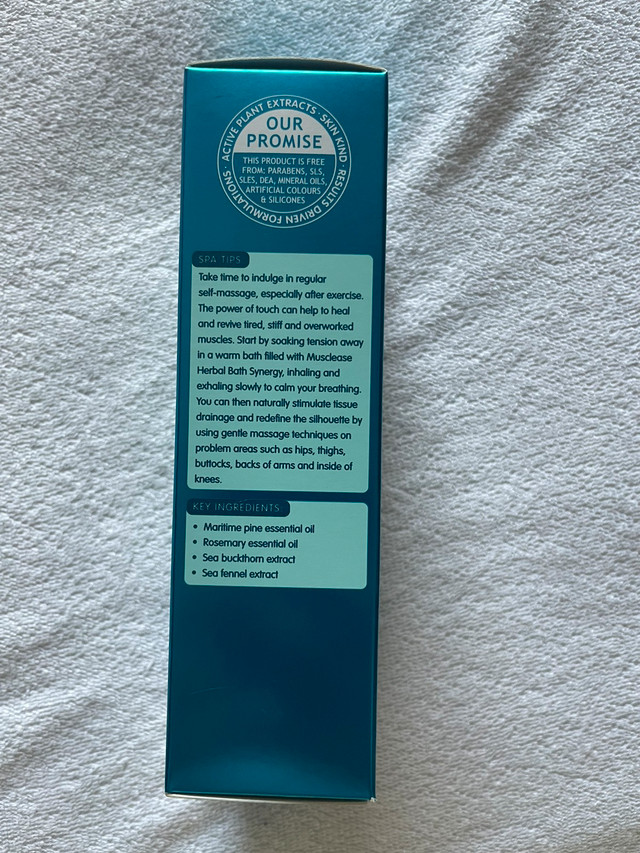 ACTIVE PLANT EXTRACTS · SKIN KIND · RESULTS DRIVEN FORMULATIONS ·
OUR
PROMISE
THIS PRODUCT IS FREE
FROM: PARABENS, SLS,
SLES, DEA, MINERAL OILS,
ARTIFICIAL COLOURS
& SILICONES
SPA TIPS
Take time to indulge in regular
self-massage, especially after exercise.
The power of touch can help to heal
and revive tired, stiff and overworked
muscles. Start by soaking tension away
in a warm bath filled with Musclease
Herbal Bath Synergy, inhaling and
exhaling slowly to calm your breathing.
You can then naturally stimulate tissue
drainage and redefine the silhouette by
using gentle massage techniques on
problem areas such as hips, thighs,
buttocks, backs of arms and inside of
knees.
KEY INGREDIENTS
• Maritime pine essential oil
• Rosemary essential oil
• Sea buckthorn extract
• Sea fennel extract